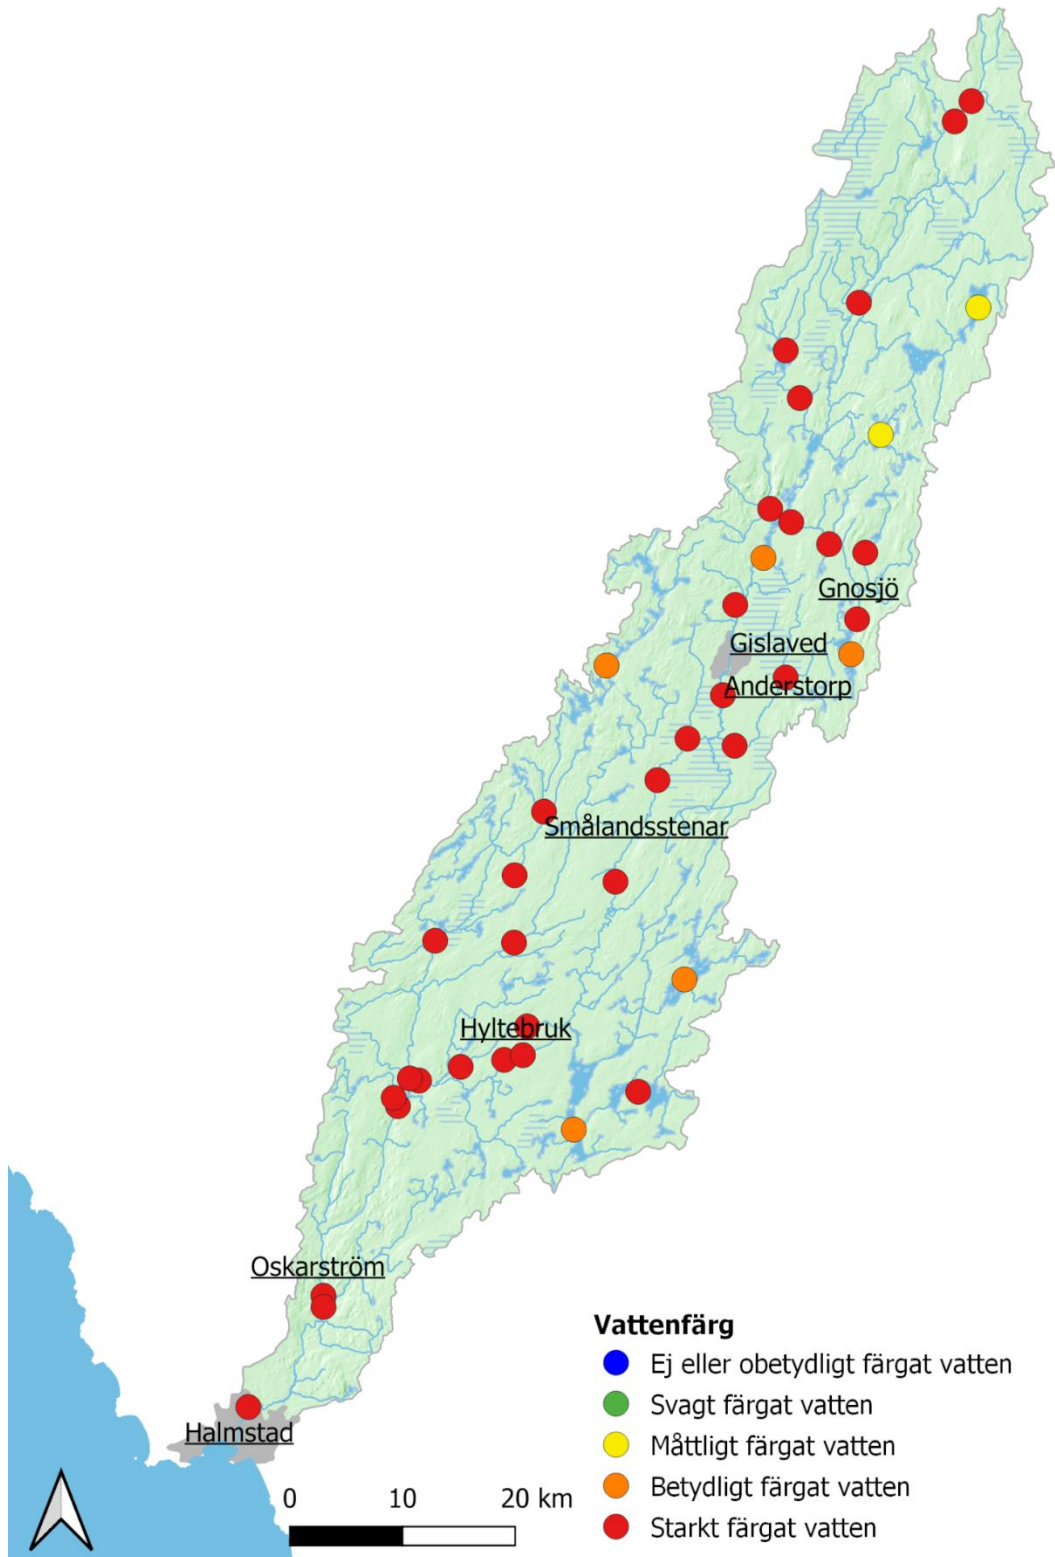 Gnosjö
Gislaved
Anderstorp
Smålandsstenar
Hyltebruk
Oskarström
Halmstad
0 10 20 km
Vattenfärg
Ej eller obetydligt färgat vatten
Svagt färgat vatten
Måttligt färgat vatten
Betydligt färgat vatten
Starkt färgat vatten